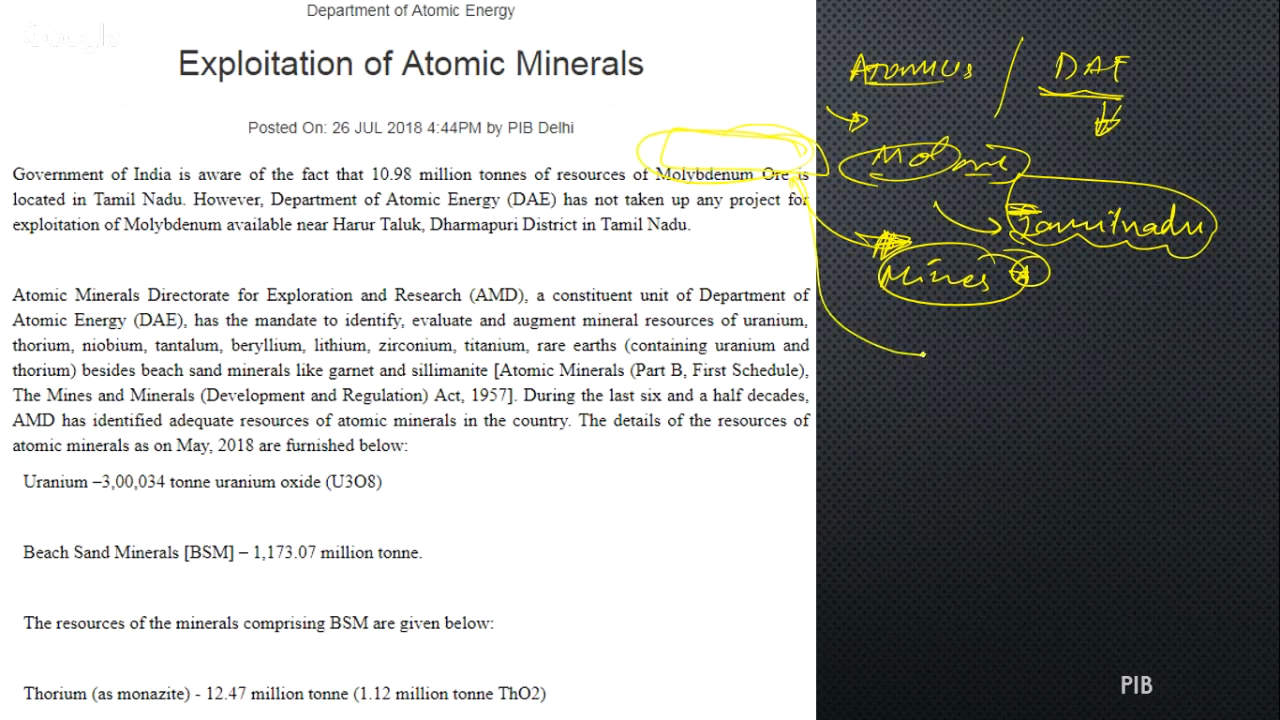 Department of Atomic Energy
Google
Exploitation of Atomic Minerals
Posted On: 26 JUL 2018 4:44PM by PIB Delhi
Government of India is aware of the fact that 10.98 million tonnes of resources of Molybdenum Ore is
located in Tamil Nadu. However, Department of Atomic Energy (DAE) has not taken up any project for
exploitation of Molybdenum available near Harur Taluk, Dharmapuri District in Tamil Nadu.
Atomic Minerals Directorate for Exploration and Research (AMD), a constituent unit of Department of
Atomic Energy (DAE), has the mandate to identify, evaluate and augment mineral resources of uranium,
thorium, niobium, tantalum, beryllium, lithium, zirconium, titanium, rare earths (containing uranium and
thorium) besides beach sand minerals like garnet and sillimanite [Atomic Minerals (Part B, First Schedule),
The Mines and Minerals (Development and Regulation) Act, 1957]. During the last six and a half decades,
AMD has identified adequate resources of atomic minerals in the country. The details of the resources of
atomic minerals as on May, 2018 are furnished below:
Uranium –3,00,034 tonne uranium oxide (U3O8)
Beach Sand Minerals [BSM] – 1,173.07 million tonne.
The resources of the minerals comprising BSM are given below:
Thorium (as monazite) - 12.47 million tonne (1.12 million tonne ThO2)
/ DAE
Tamilnadu
Mines
PIB